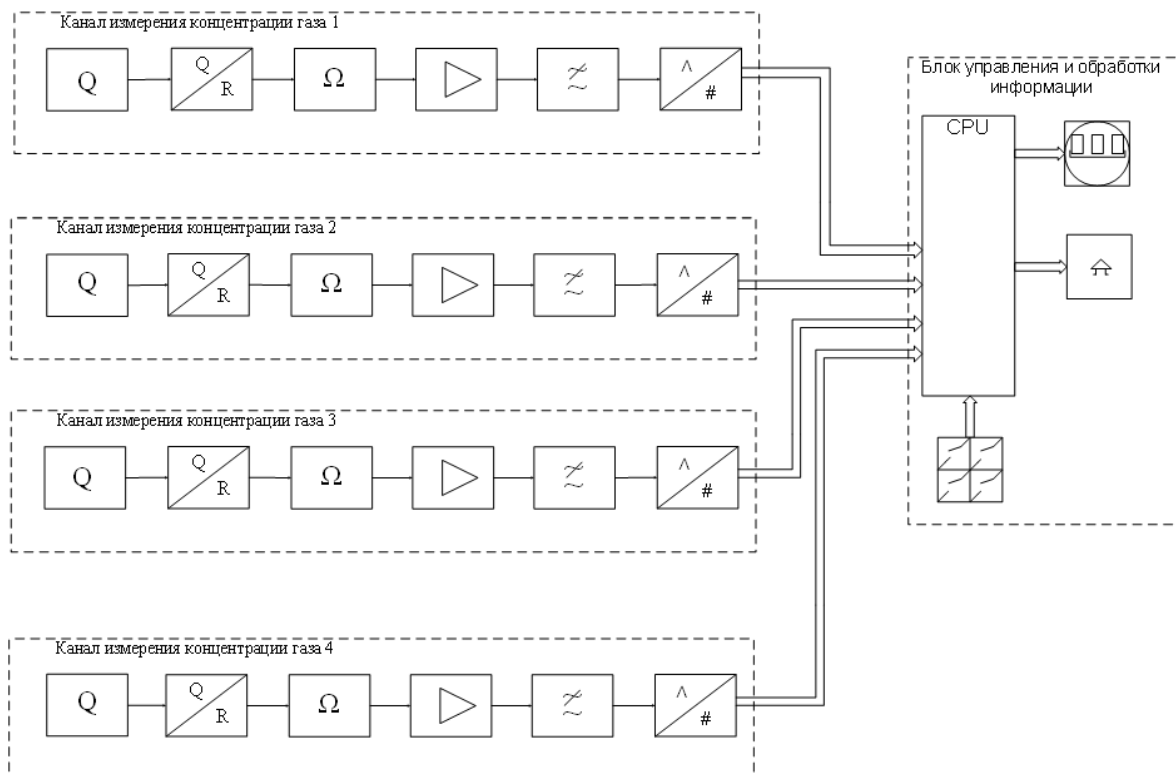 Канал измерения концентрации газа 1
Q
Q
R
Ω
≁
Λ
#
Блок управления и обработки
информации
CPU
Канал измерения концентрации газа 2
Q
Q
R
Ω
≁
Λ
#
Канал измерения концентрации газа 3
Q
Q
R
Ω
≁
Λ
#
Канал измерения концентрации газа 4
Q
Q
R
Ω
≁
Λ
#